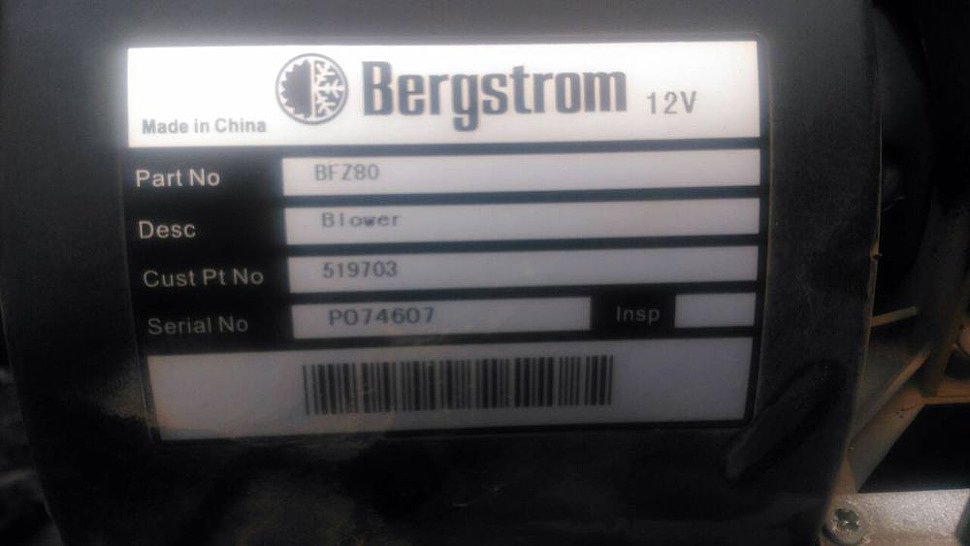 Bergstrom 12V
Made in China
Part No BFZ80
Desc Blower
Cust Pt No 519703
Serial No P074607 Insp